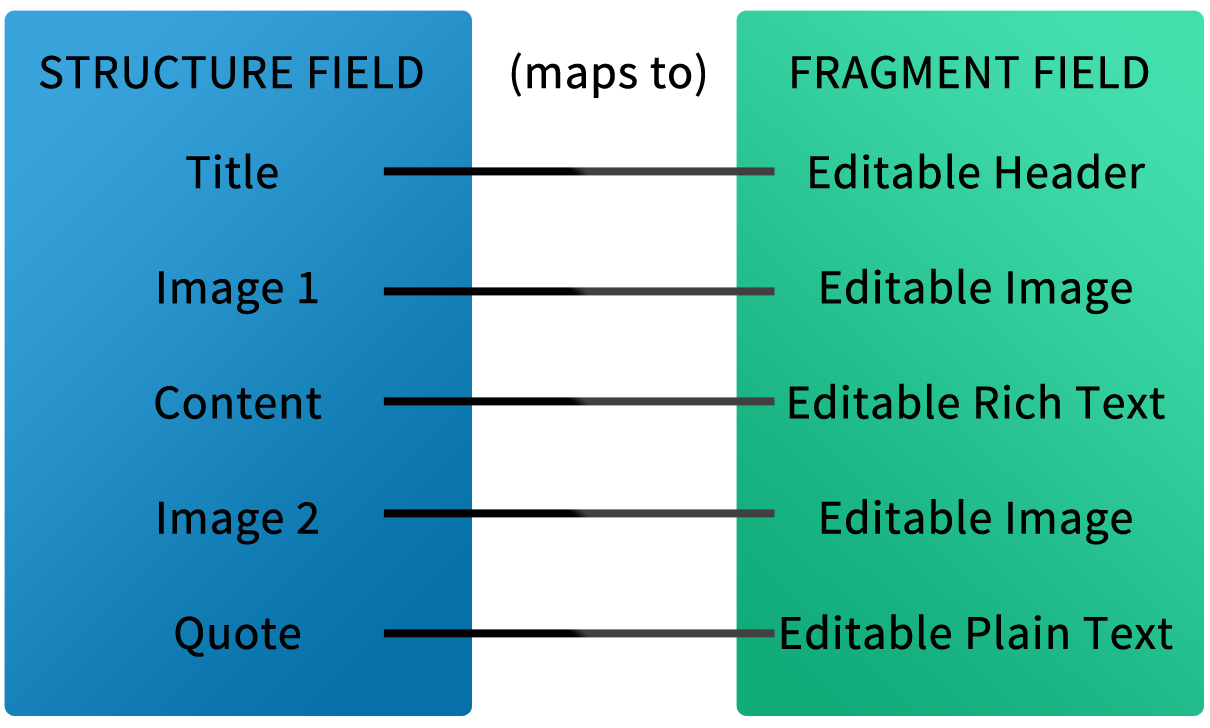 STRUCTURE FIELD (maps to) FRAGMENT FIELD
Title Editable Header
Image 1 Editable Image
Content Editable Rich Text
Image 2 Editable Image
Quote Editable Plain Text